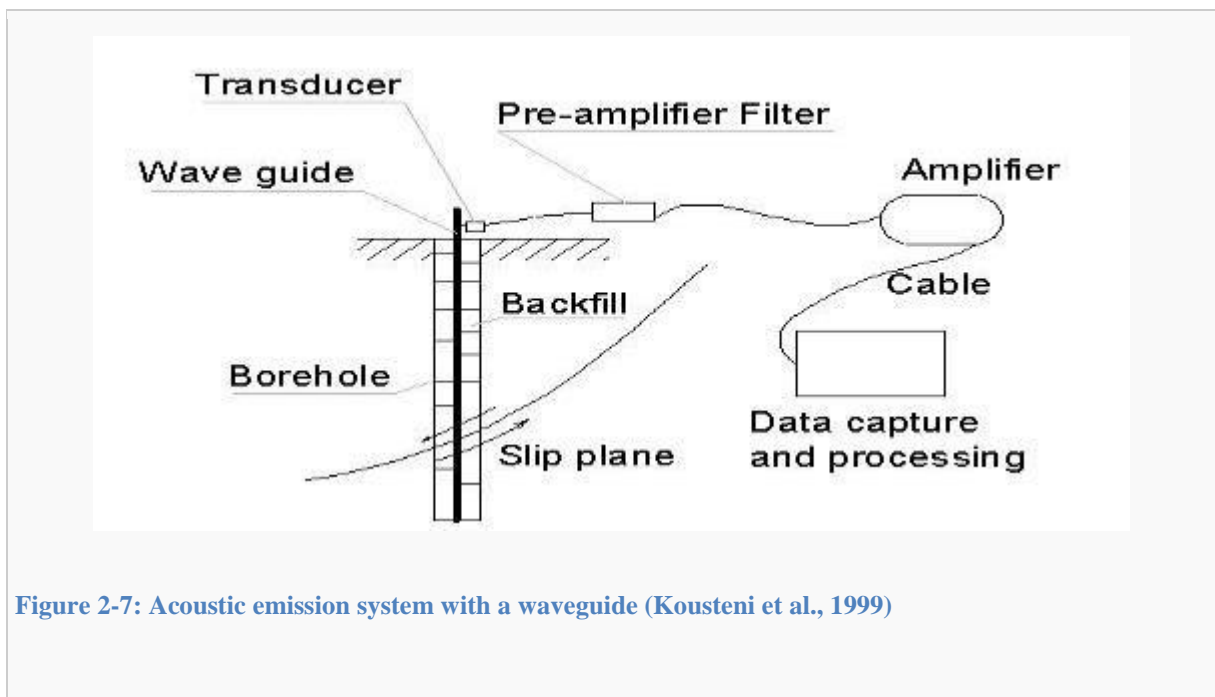 Transducer
Pre-amplifier Filter
Wave guide
Amplifier
Cable
Backfill
Borehole
Slip plane
Data capture
and processing
Figure 2-7: Acoustic emission system with a waveguide (Kousteni et al., 1999)